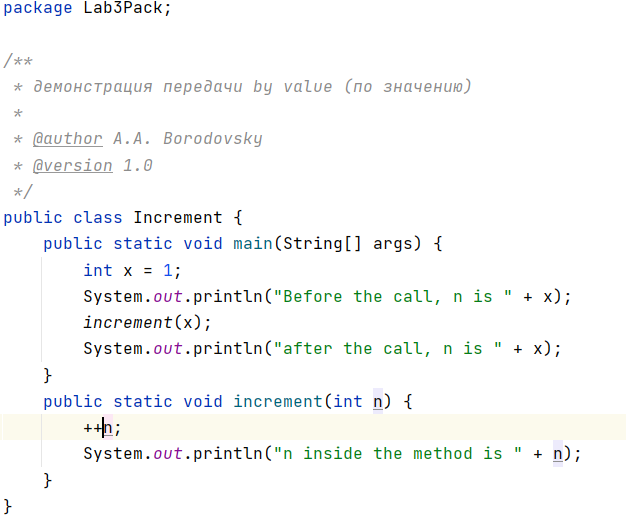 package Lab3Pack;
/**
 * демонстрация передачи by value (по значению)
 *
 * @author A.A. Borodovsky
 * @version 1.0
 */
public class Increment {
    public static void main(String[] args) {
        int x = 1;
        System.out.println("Before the call, n is " + x);
        increment(x);
        System.out.println("after the call, n is " + x);
    }
    public static void increment(int n) {
        ++n;
        System.out.println("n inside the method is " + n);
    }
}